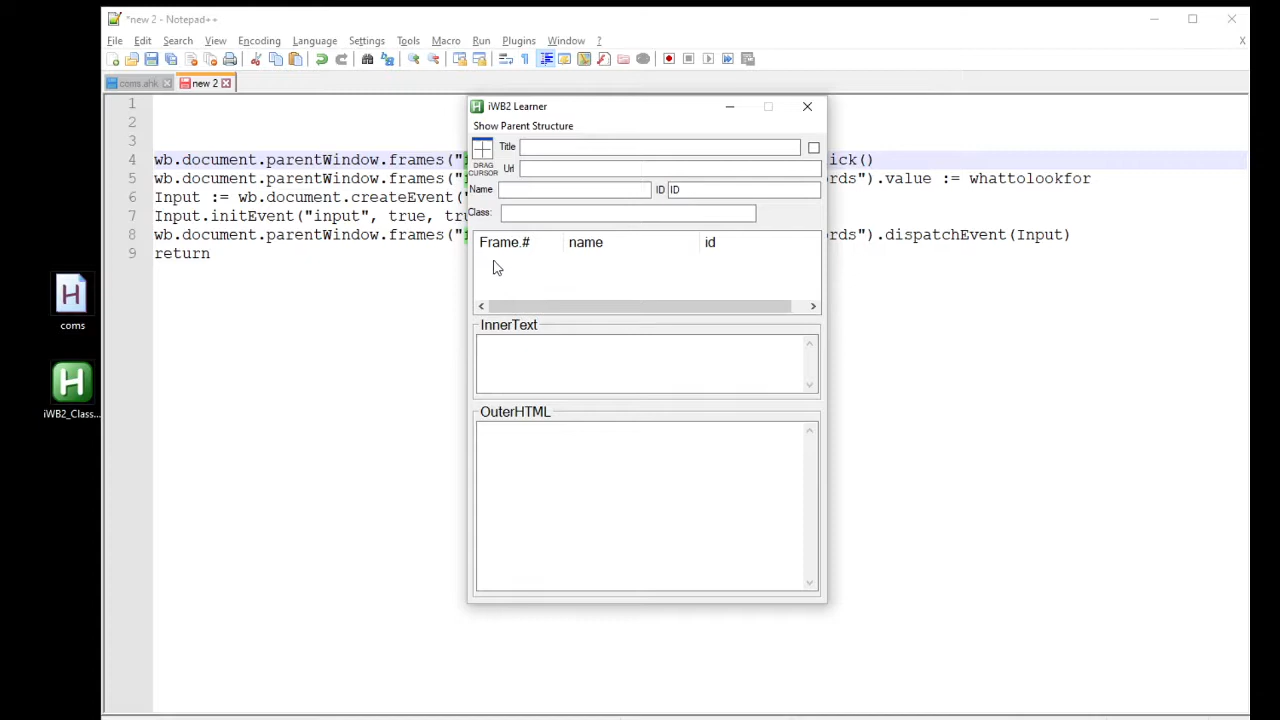 *new 2 - Notepad++
File Edit Search View Encoding Language Settings Tools Macro Run Plugins Window ? X
coms.ahk new 2
iWB2 Learner
Show Parent Structure
Title
DRAG CURSOR
Url
Name ID ID
Class:
Frame.# name id
InnerText
OuterHTML
1
2
3
4 wb.document.parentWindow.frames(" ick()
5 wb.document.parentWindow.frames(" rds").value := whattolookfor
6 Input := wb.document.createEvent("
7 Input.initEvent("input", true, tru
8 wb.document.parentWindow.frames(" rds").dispatchEvent(Input)
9 return
coms
iWB2_Class...